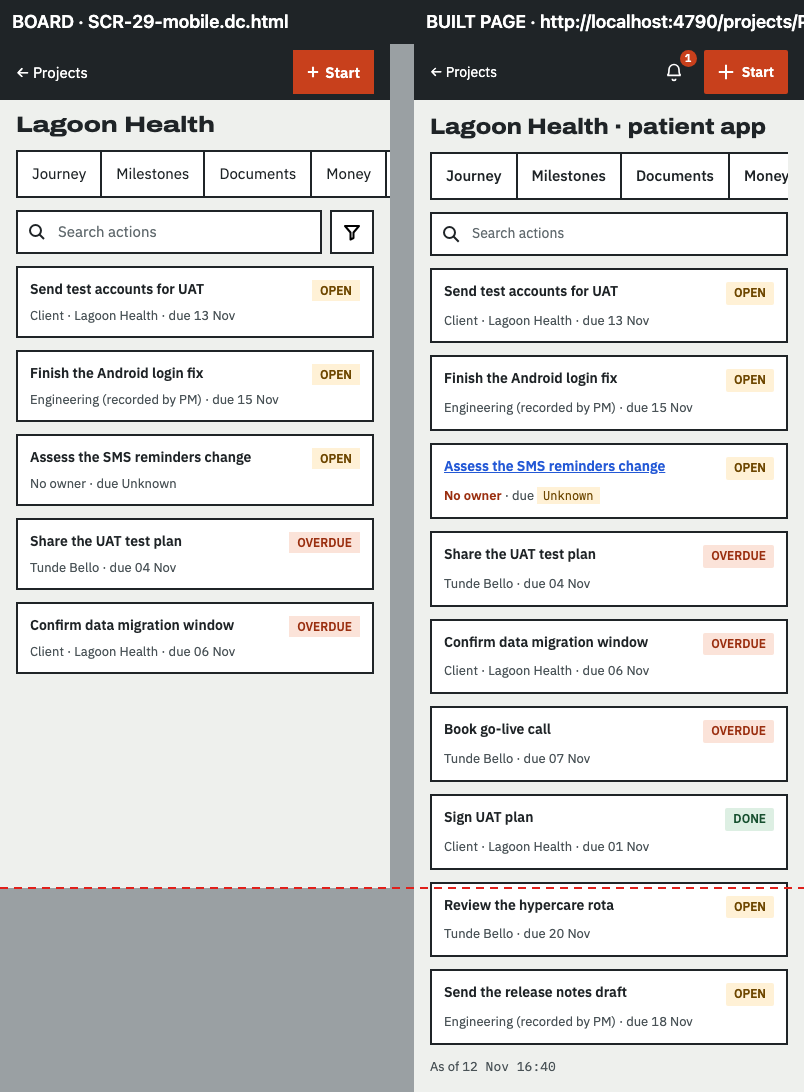 BOARD · SCR-29-mobile.dc.html
← Projects
+ Start
Lagoon Health
Journey
Milestones
Documents
Money
Search actions
Send test accounts for UAT
OPEN
Client · Lagoon Health · due 13 Nov
Finish the Android login fix
OPEN
Engineering (recorded by PM) · due 15 Nov
Assess the SMS reminders change
OPEN
No owner · due Unknown
Share the UAT test plan
OVERDUE
Tunde Bello · due 04 Nov
Confirm data migration window
OVERDUE
Client · Lagoon Health · due 06 Nov
BUILT PAGE · http://localhost:4790/projects/
← Projects
1
+ Start
Lagoon Health · patient app
Journey
Milestones
Documents
Money
Search actions
Send test accounts for UAT
OPEN
Client · Lagoon Health · due 13 Nov
Finish the Android login fix
OPEN
Engineering (recorded by PM) · due 15 Nov
Assess the SMS reminders change
OPEN
No owner · due Unknown
Share the UAT test plan
OVERDUE
Tunde Bello · due 04 Nov
Confirm data migration window
OVERDUE
Client · Lagoon Health · due 06 Nov
Book go-live call
OVERDUE
Tunde Bello · due 07 Nov
Sign UAT plan
DONE
Client · Lagoon Health · due 01 Nov
Review the hypercare rota
OPEN
Tunde Bello · due 20 Nov
Send the release notes draft
OPEN
Engineering (recorded by PM) · due 18 Nov
As of 12 Nov 16:40